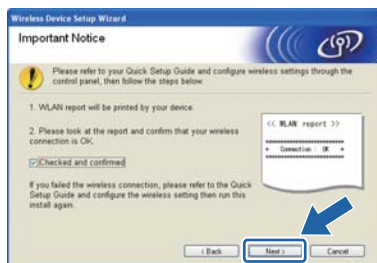 Wireless Device Setup Wizard
Important Notice
Please refer to your Quick Setup Guide and configure wireless settings through the
control panel, then follow the steps below.
1. WLAN report will be printed by your device.
2. Please look at the report and confirm that your wireless
connection is OK.
Checked and confirmed
If you failed the wireless connection, please refer to the Quick
Setup Guide and configure the wireless setting then run this
install again.
<< WLAN report >>
* Connection : OK *
< Back
Next >
Cancel